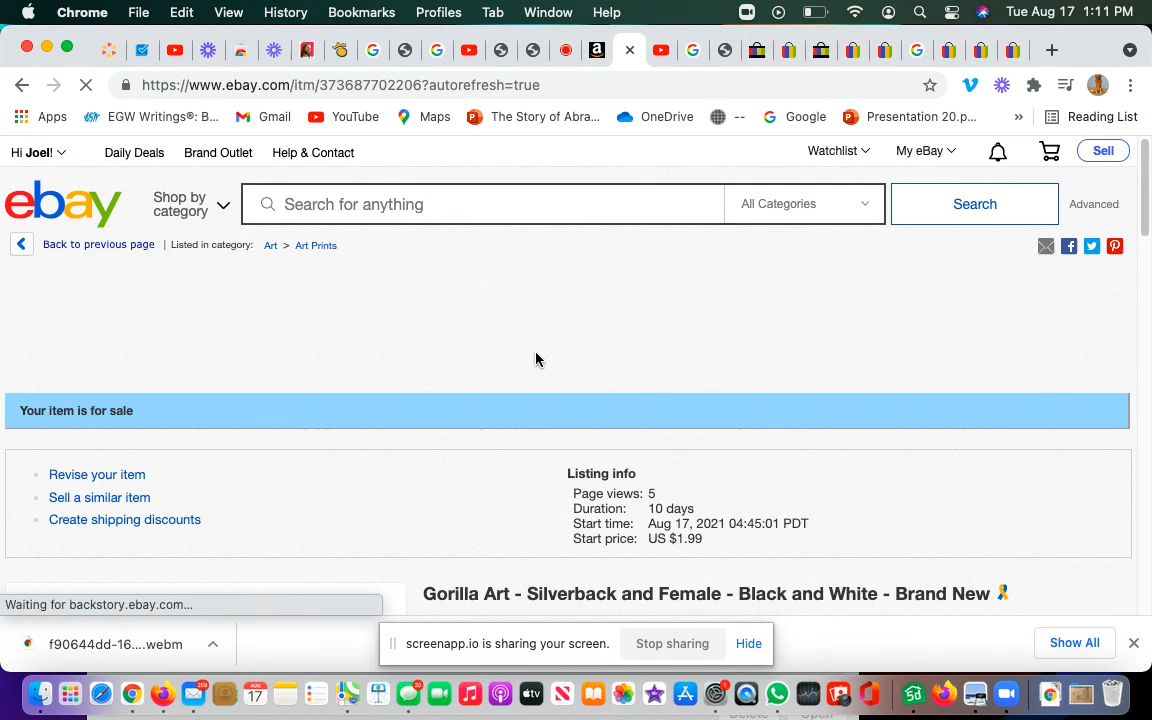 Chrome File Edit View History Bookmarks Profiles Tab Window Help Tue Aug 17 1:11 PM
https://www.ebay.com/itm/373687702206?autorefresh=true
Apps EGW Writings®: B... Gmail YouTube Maps The Story of Abra... OneDrive -- Google Presentation 20.p... » Reading List
Hi Joel! Daily Deals Brand Outlet Help & Contact Watchlist My eBay Sell
ebay Shop by category Search for anything All Categories Search Advanced
Back to previous page | Listed in category: Art > Art Prints
Your item is for sale
Revise your item
Sell a similar item
Create shipping discounts
Listing info
Page views: 5
Duration: 10 days
Start time: Aug 17, 2021 04:45:01 PDT
Start price: US $1.99
Gorilla Art - Silverback and Female - Black and White - Brand New
Waiting for backstory.ebay.com...
f90644dd-16....webm
screenapp.io is sharing your screen. Stop sharing Hide
Show All
17